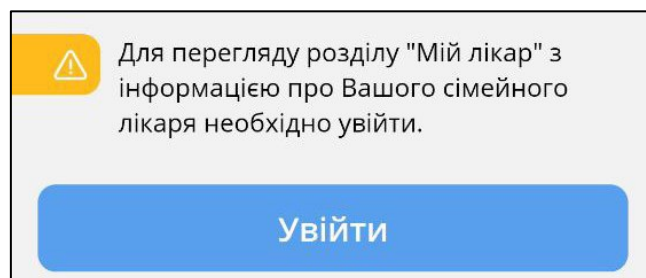 Для перегляду розділу "Мій лікар" з
інформацією про Вашого сімейного
лікаря необхідно увійти.
Увійти